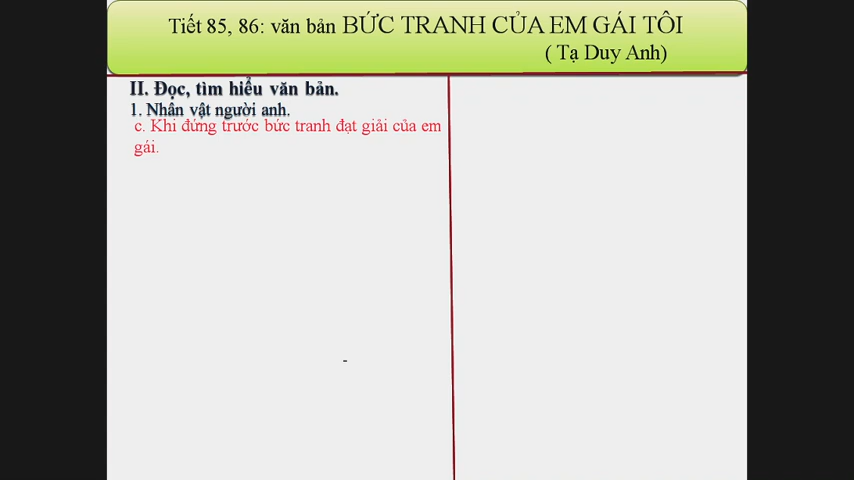 Tiết 85, 86: văn bản BỨC TRANH CỦA EM GÁI TÔI
( Tạ Duy Anh)
II. Đọc, tìm hiểu văn bản.
1. Nhân vật người anh.
c. Khi đứng trước bức tranh đạt giải của em
gái.
-